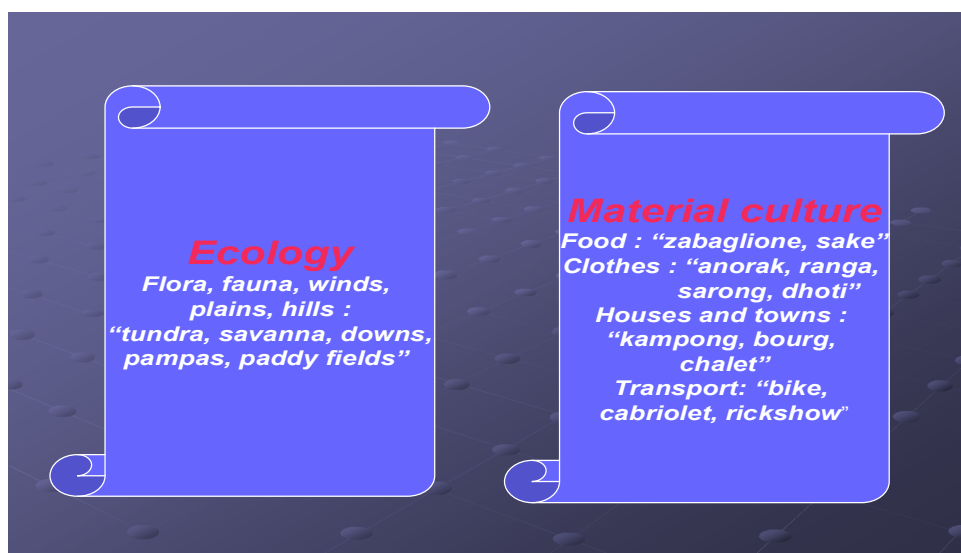 Ecology
Flora, fauna, winds,
plains, hills :
“tundra, savanna, downs,
pampas, paddy fields”
Material culture
Food : “zabaglione, sake”
Clothes : “anorak, ranga,
sarong, dhoti”
Houses and towns :
“kampong, bourg,
chalet”
Transport: “bike,
cabriolet, rickshow”